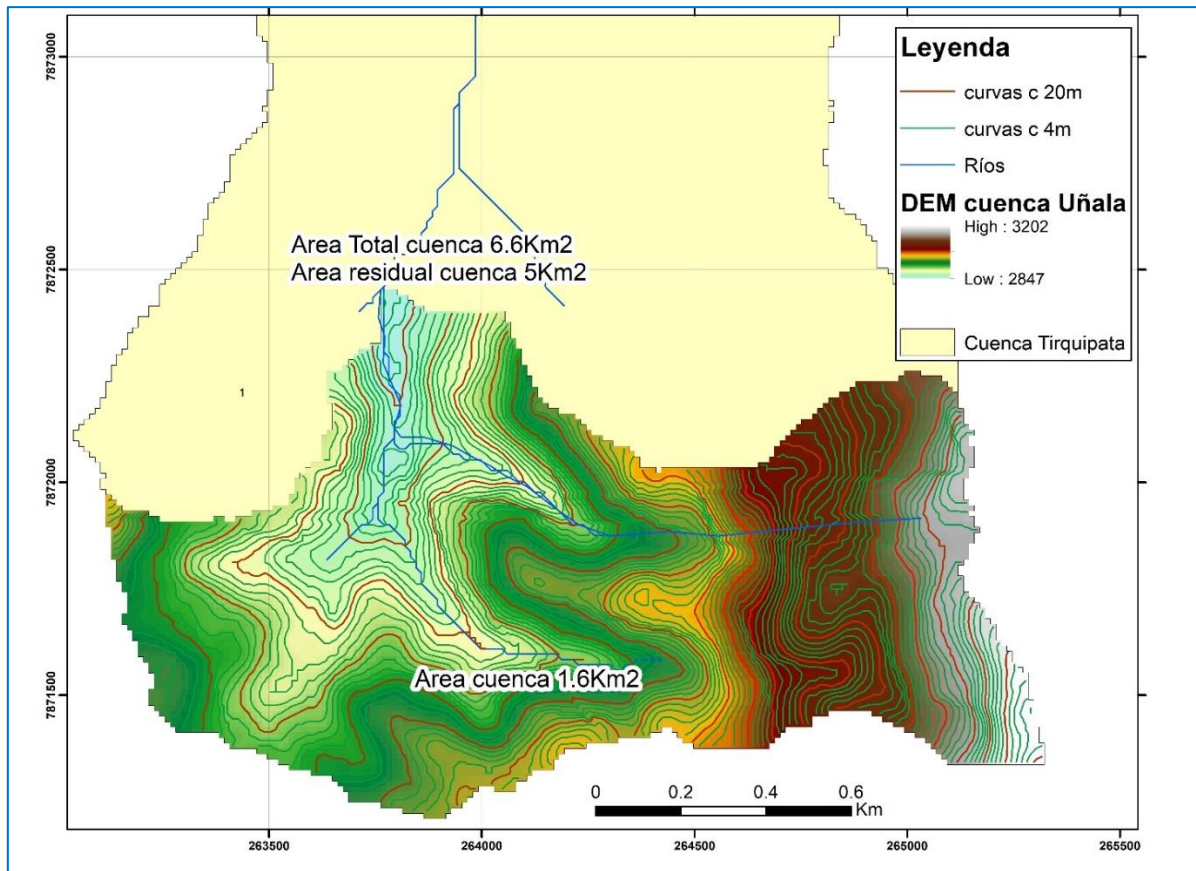 Leyenda
curvas c 20m
curvas c 4m
Ríos
DEM cuenca Uñala
High : 3202
Low : 2847
Cuenca Tirquipata
Area Total cuenca 6.6Km2
Area residual cuenca 5Km2
1
Area cuenca 1.6Km2
0 0.2 0.4 0.6
Km
7873000
7872500
7872000
7871500
263500 264000 264500 265000 265500